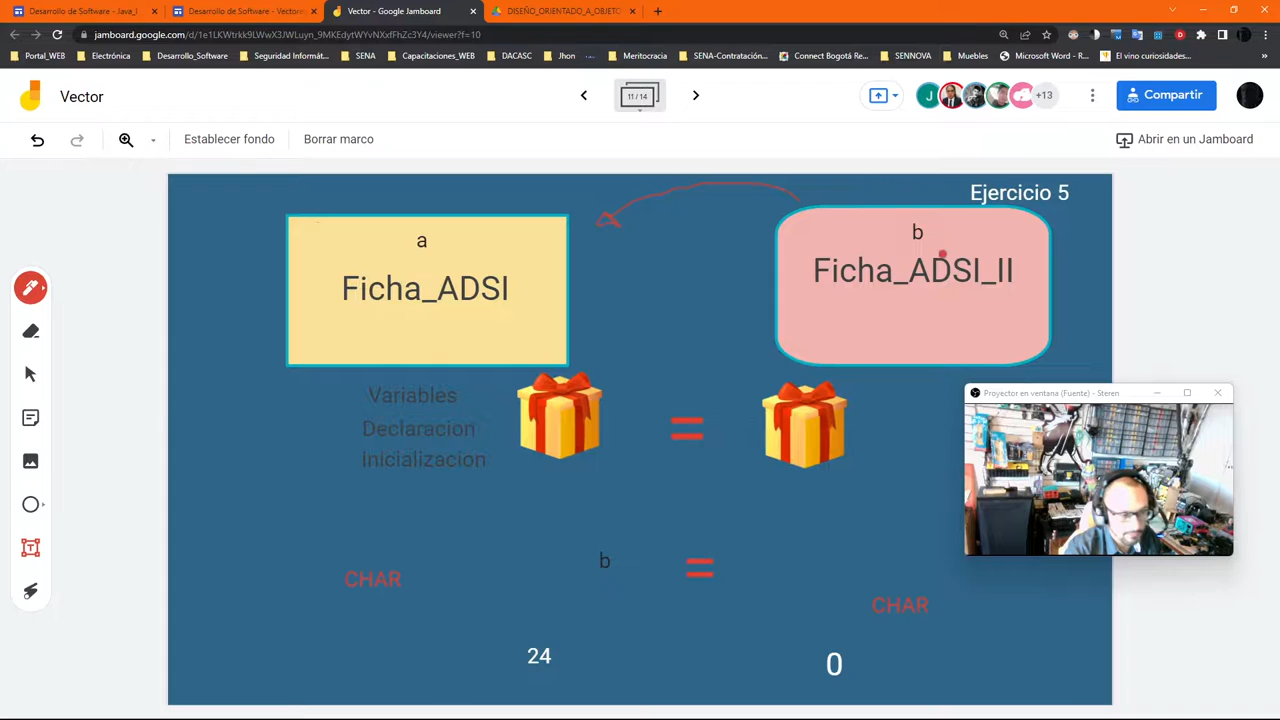 Desarrollo de Software - Java_I
Desarrollo de Software - Vectores
Vector - Google Jamboard
DISEÑO_ORIENTADO_A_OBJETO
jamboard.google.com/d/1e1LKWtrkk9LWwX3JWLuyn_9MKEdytWYvNXxfFhZc3Y4/viewer?f=10
Portal_WEB
Electrónica
Desarrollo_Software
Seguridad Informát...
SENA
Capacitaciones_WEB
DACASC
Jhon
Meritocracia
SENA-Contratación...
Connect Bogotá Re...
SENNOVA
Muebles
Microsoft Word - R...
El vino curiosidades...
Vector
11/14
J
+13
Compartir
Establecer fondo
Borrar marco
Abrir en un Jamboard
Ejercicio 5
a
Ficha_ADSI
b
Ficha_ADSI_II
Variables
Declaracion
Inicializacion
=
Proyector en ventana (Fuente) - Steren
b
=
CHAR
CHAR
24
0